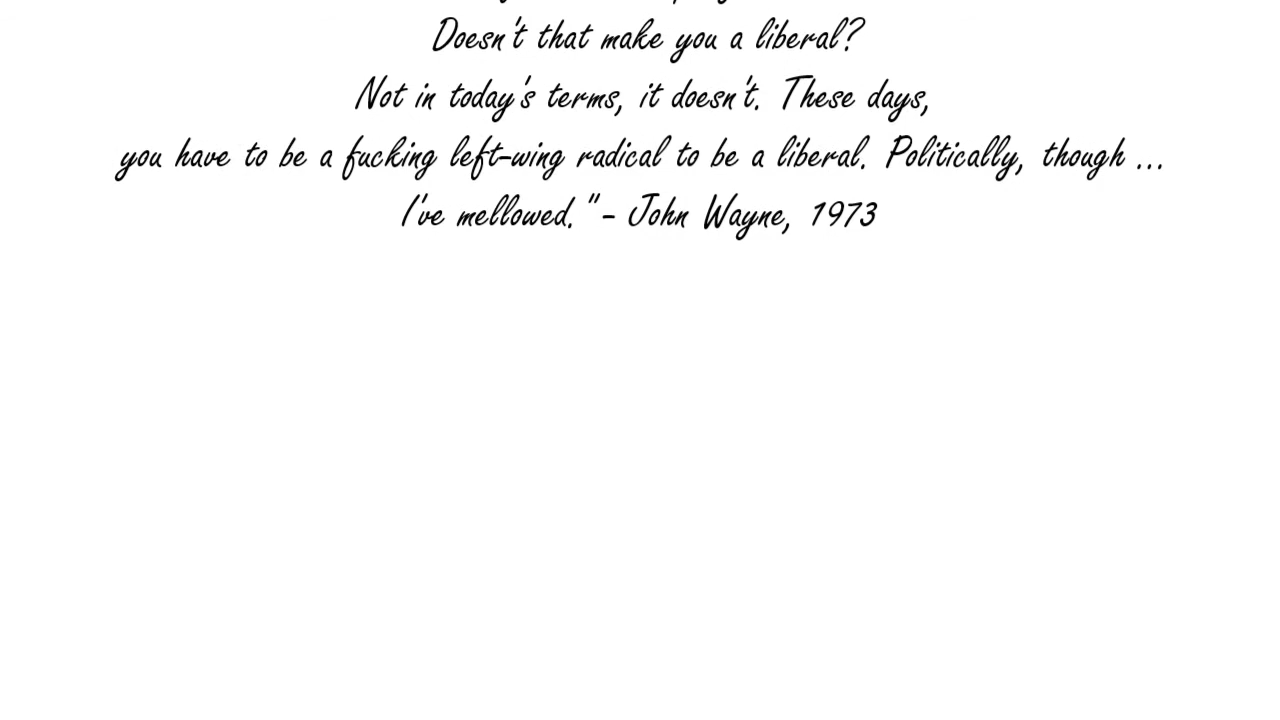 Doesn't that make you a liberal?
Not in today's terms, it doesn't. These days,
you have to be a fucking left-wing radical to be a liberal. Politically, though ...
I've mellowed." - John Wayne, 1973